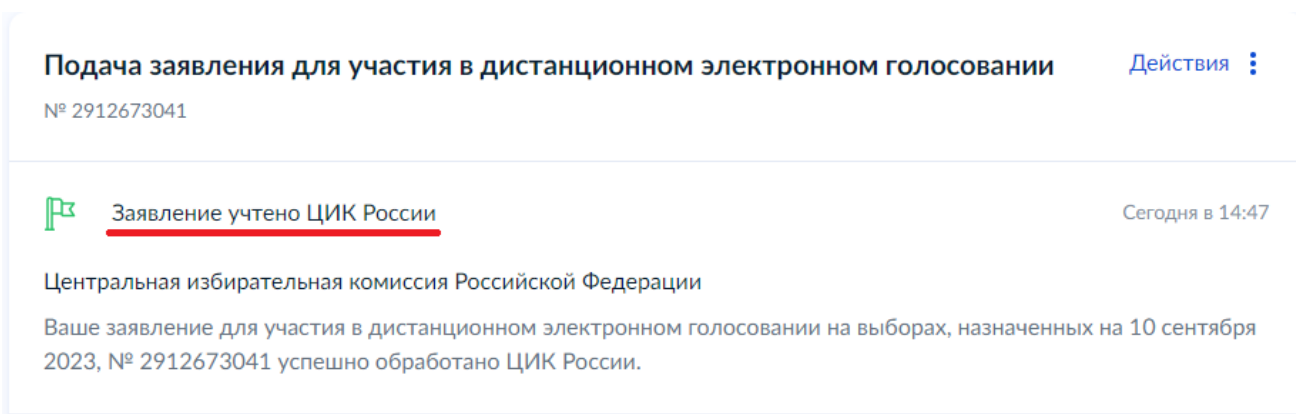 Подача заявления для участия в дистанционном электронном голосовании
Действия
№ 2912673041
Заявление учтено ЦИК России
Сегодня в 14:47
Центральная избирательная комиссия Российской Федерации
Ваше заявление для участия в дистанционном электронном голосовании на выборах, назначенных на 10 сентября
2023, № 2912673041 успешно обработано ЦИК России.